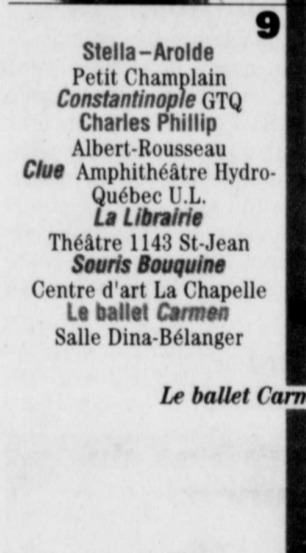 9
Stella–Arolde
Petit Champlain
Constantinople GTQ
Charles Phillip
Albert-Rousseau
Clue Amphithéâtre Hydro-
Québec U.L.
La Librairie
Théâtre 1143 St-Jean
Souris Bouquine
Centre d'art La Chapelle
Le ballet Carmen
Salle Dina-Bélanger
Le ballet Carm